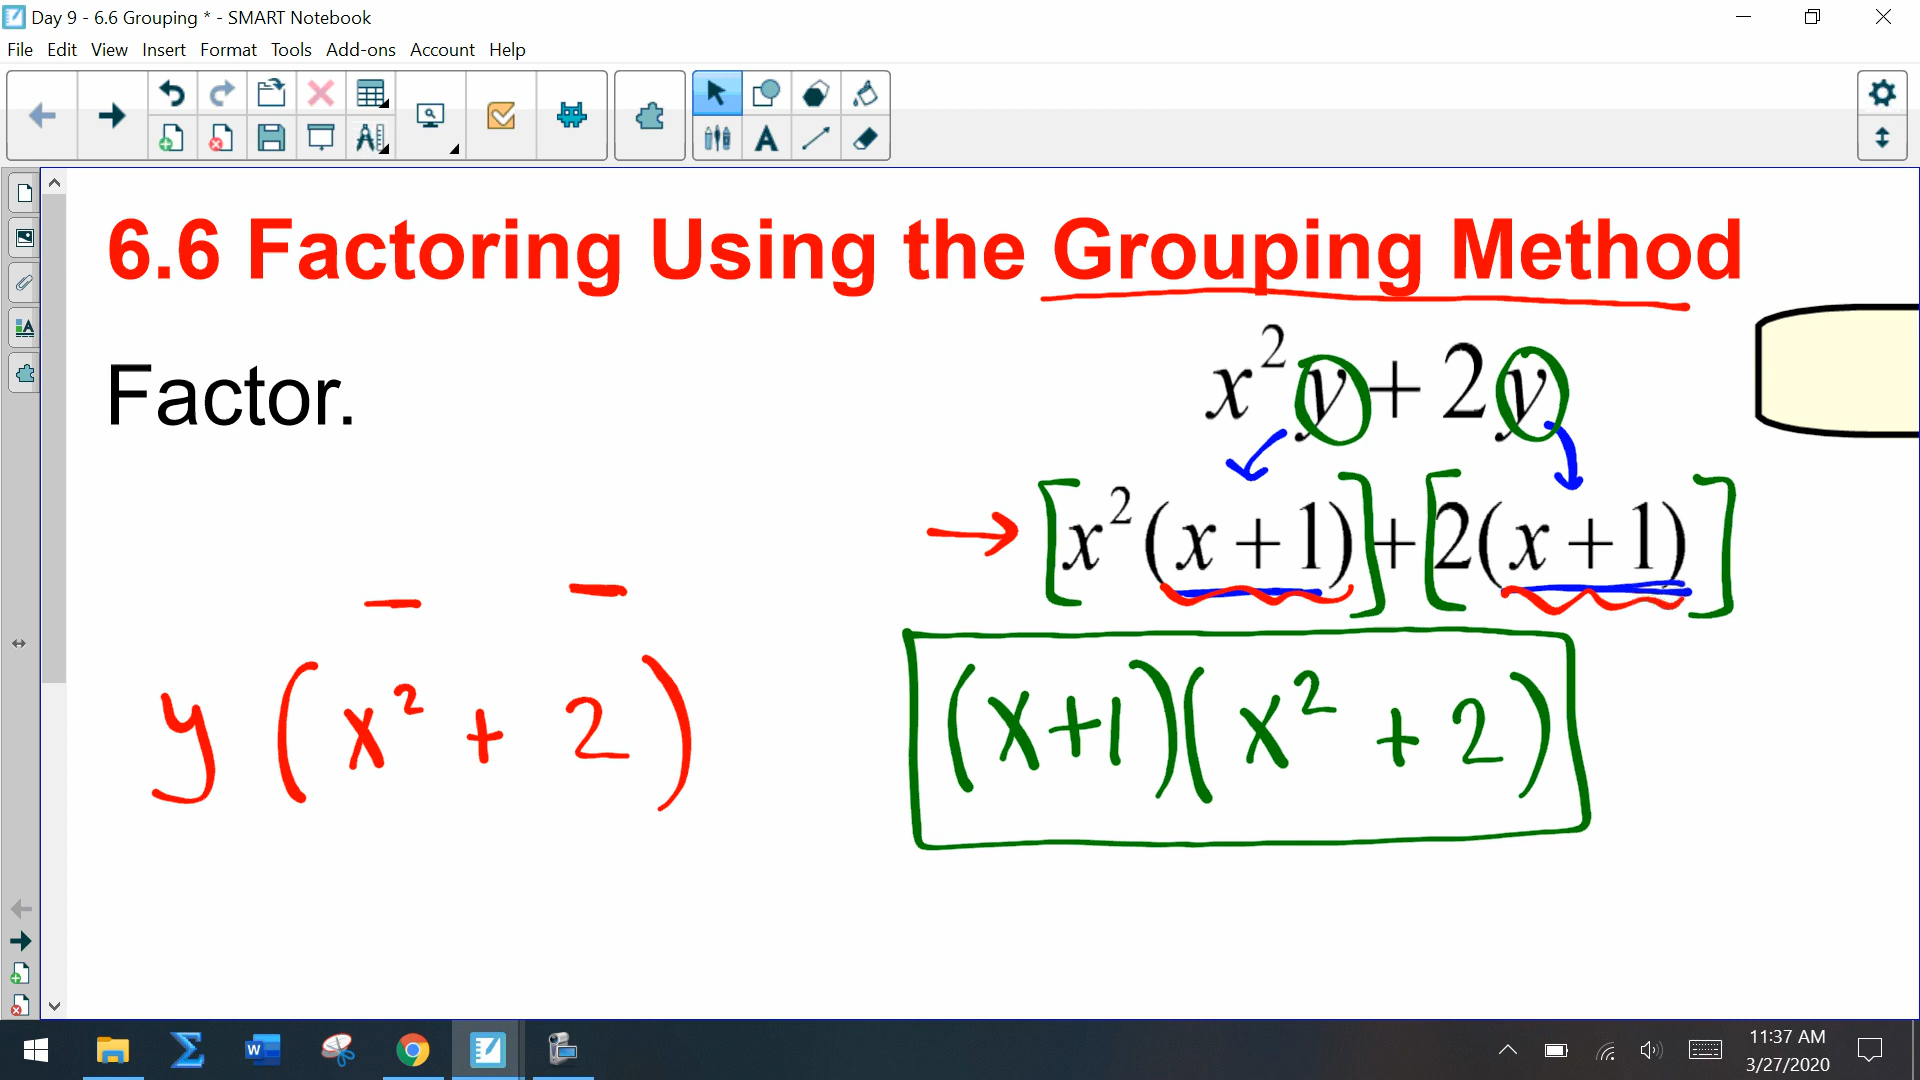 Day 9 - 6.6 Grouping * - SMART Notebook
File Edit View Insert Format Tools Add-ons Account Help
6.6 Factoring Using the Grouping Method
Factor.
x²y + 2y
[x²(x + 1)] + [2(x + 1)]
y (x² + 2)
(x+1)(x² + 2)
11:37 AM
3/27/2020